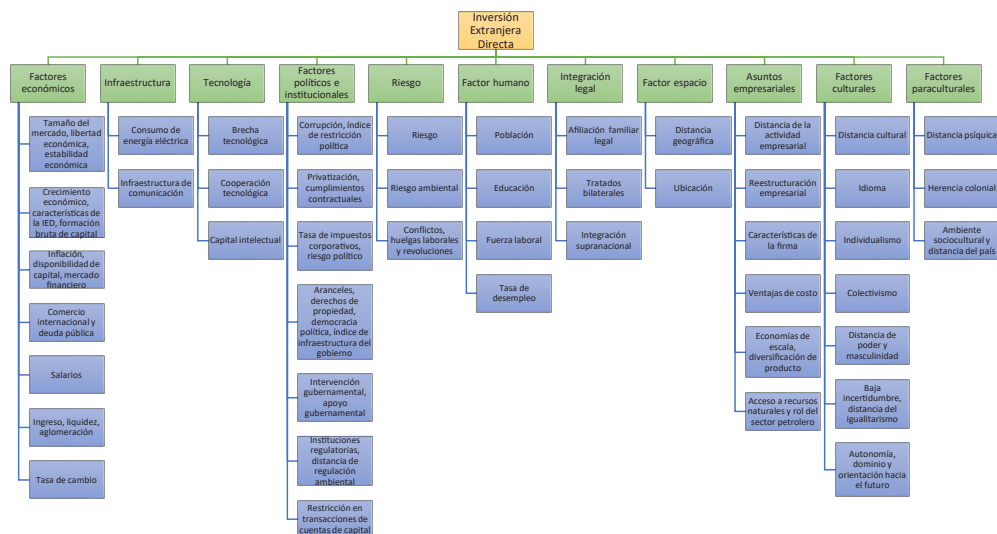 Inversión
Extranjera
Directa
Factores
económicos
Infraestructura
Tecnología
Factores
políticos e
institucionales
Riesgo
Factor humano
Integración
legal
Factor espacio
Asuntos
empresariales
Factores
culturales
Factores
paraculturales
Tamaño del
mercado, libertad
económica,
estabilidad
económica
Crecimiento
económico,
características de
la IED, formación
bruta de capital
Inflación,
disponibilidad de
capital, mercado
financiero
Comercio
internacional y
deuda pública
Salarios
Ingreso, liquidez,
aglomeración
Tasa de cambio
Consumo de
energía eléctrica
Infraestructura de
comunicación
Brecha
tecnológica
Cooperación
tecnológica
Capital intelectual
Corrupción, índice
de restricción
política
Privatización,
cumplimientos
contractuales
Tasa de impuestos
corporativos,
riesgo político
Aranceles,
derechos de
propiedad,
democracia
política, índice de
infraestructura del
gobierno
Intervención
gubernamental,
apoyo
gubernamental
Instituciones
regulatorias,
distancia de
regulación
ambiental
Restricción en
transacciones de
cuentas de capital
Riesgo
Riesgo ambiental
Conflictos,
huelgas laborales
y revoluciones
Población
Educación
Fuerza laboral
Tasa de
desempleo
Afiliación familiar
legal
Tratados
bilaterales
Integración
supranacional
Distancia
geográfica
Ubicación
Distancia de la
actividad
empresarial
Reestructuración
empresarial
Características de
la firma
Ventajas de costo
Economías de
escala,
diversificación de
producto
Acceso a recursos
naturales y rol del
sector petrolero
Distancia cultural
Idioma
Individualismo
Colectivismo
Distancia de
poder y
masculinidad
Baja
incertidumbre,
distancia del
igualitarismo
Autonomía,
dominio y
orientación hacia
el futuro
Distancia psíquica
Herencia colonial
Ambiente
sociocultural y
distancia del país